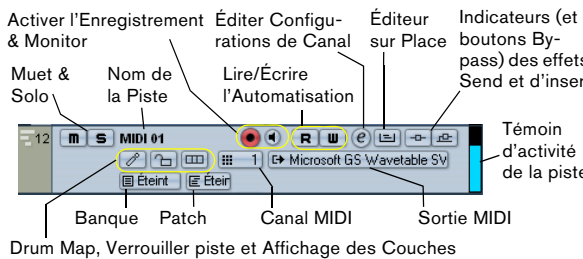 Activer l'Enregistrement
& Monitor
Éditer Configu-
rations de Canal
Éditeur
sur Place
Indicateurs (et
boutons By-
pass) des effets
Send et d'inser
Muet &
Solo
Nom de
la Piste
Lire/Écrire
l'Automatisation
12 m S MIDI 01 R W e
1 Microsoft GS Wavetable SV
Éteint Étein
Témoin
d'activité
de la piste
Banque Patch Canal MIDI Sortie MIDI
Drum Map, Verrouiller piste et Affichage des Couches